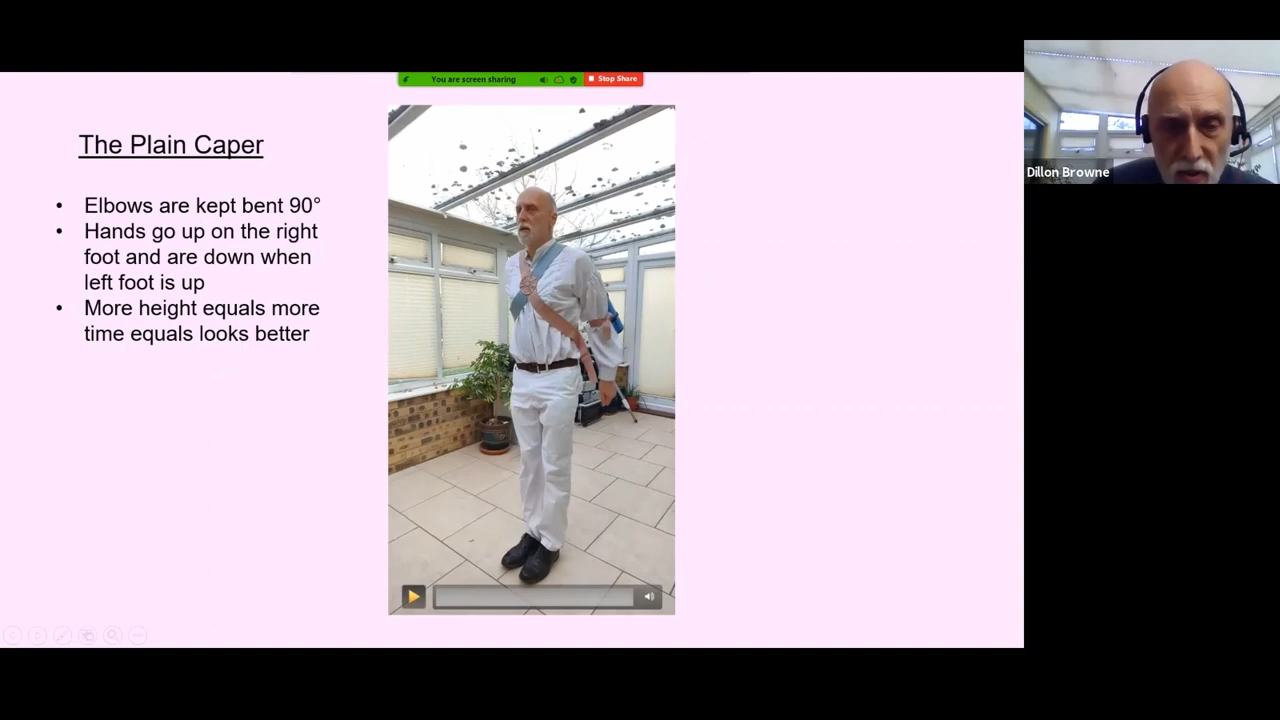 You are screen sharing
Stop Share
The Plain Caper
• Elbows are kept bent 90°
• Hands go up on the right
foot and are down when
left foot is up
• More height equals more
time equals looks better
Dillon Browne